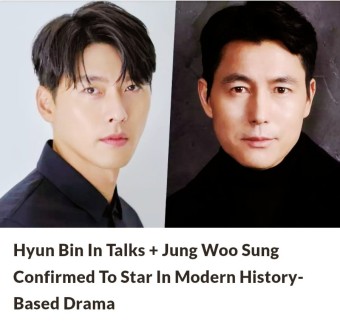 Hyun Bin In Talks + Jung Woo Sung
Confirmed To Star In Modern History-
Based Drama